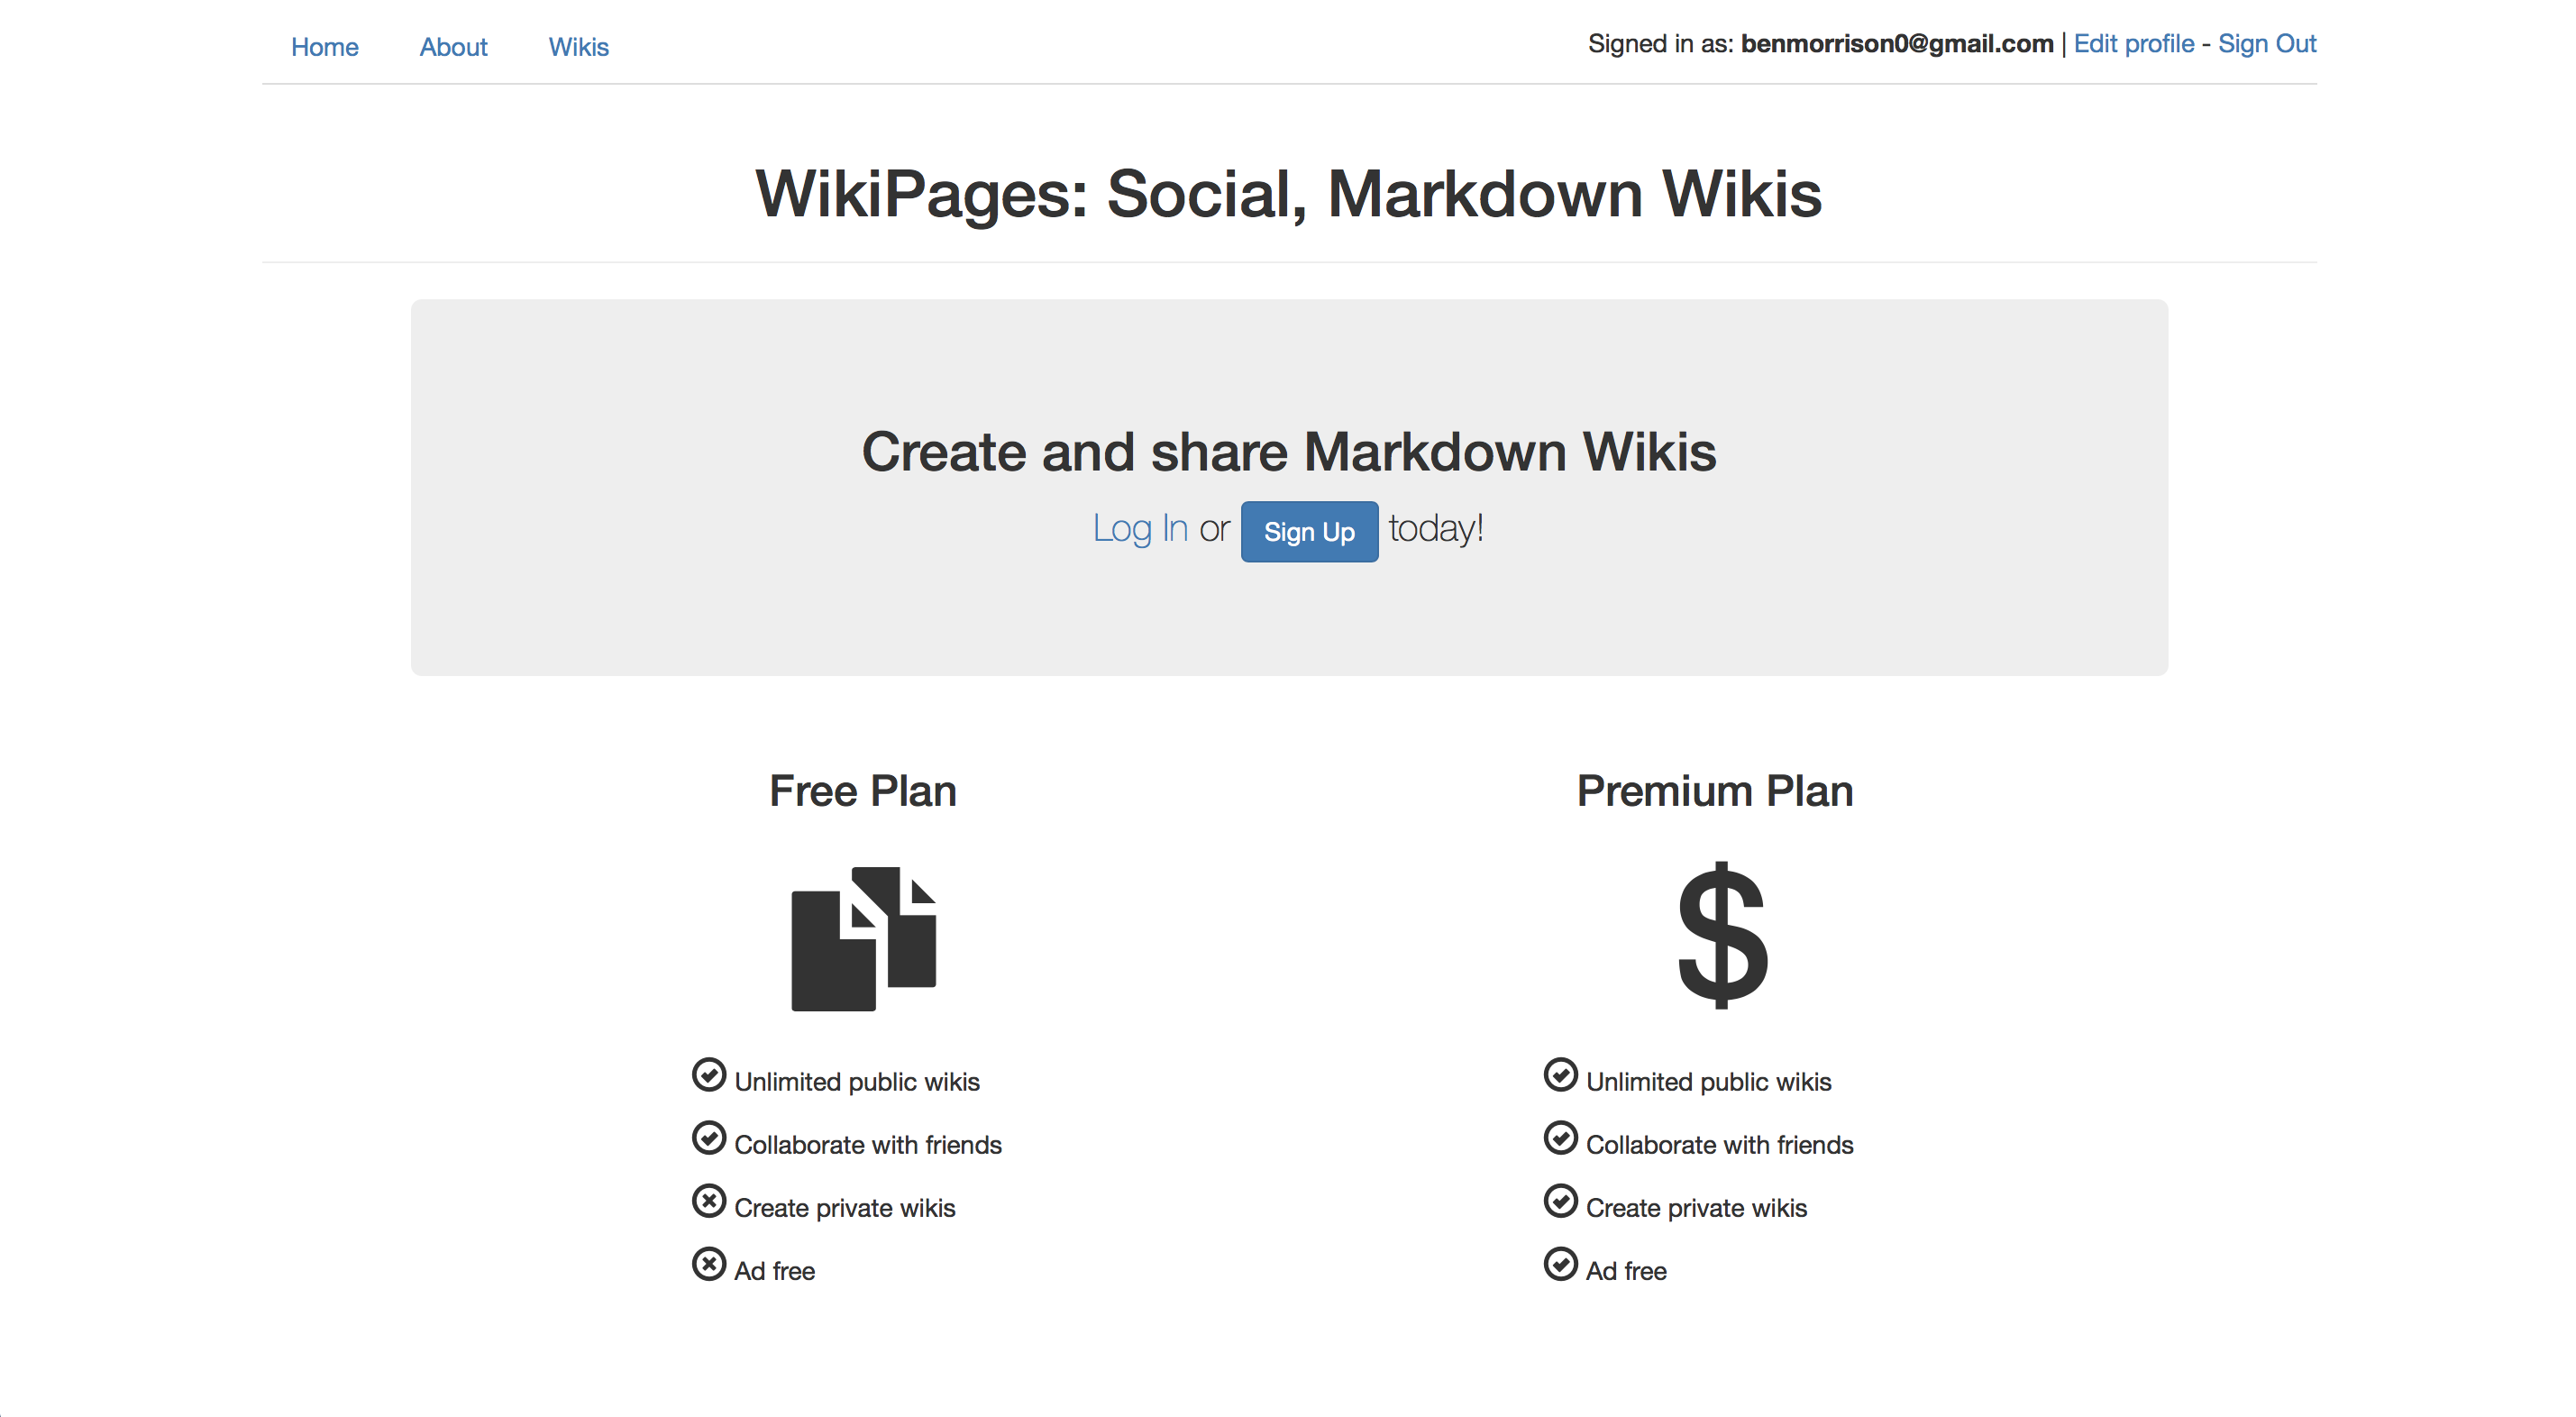 Home About Wikis Signed in as: benmorrison0@gmail.com | Edit profile - Sign Out
WikiPages: Social, Markdown Wikis
Create and share Markdown Wikis
Log In or Sign Up today!
Free Plan
Unlimited public wikis
Collaborate with friends
Create private wikis
Ad free
Premium Plan
$
Unlimited public wikis
Collaborate with friends
Create private wikis
Ad free